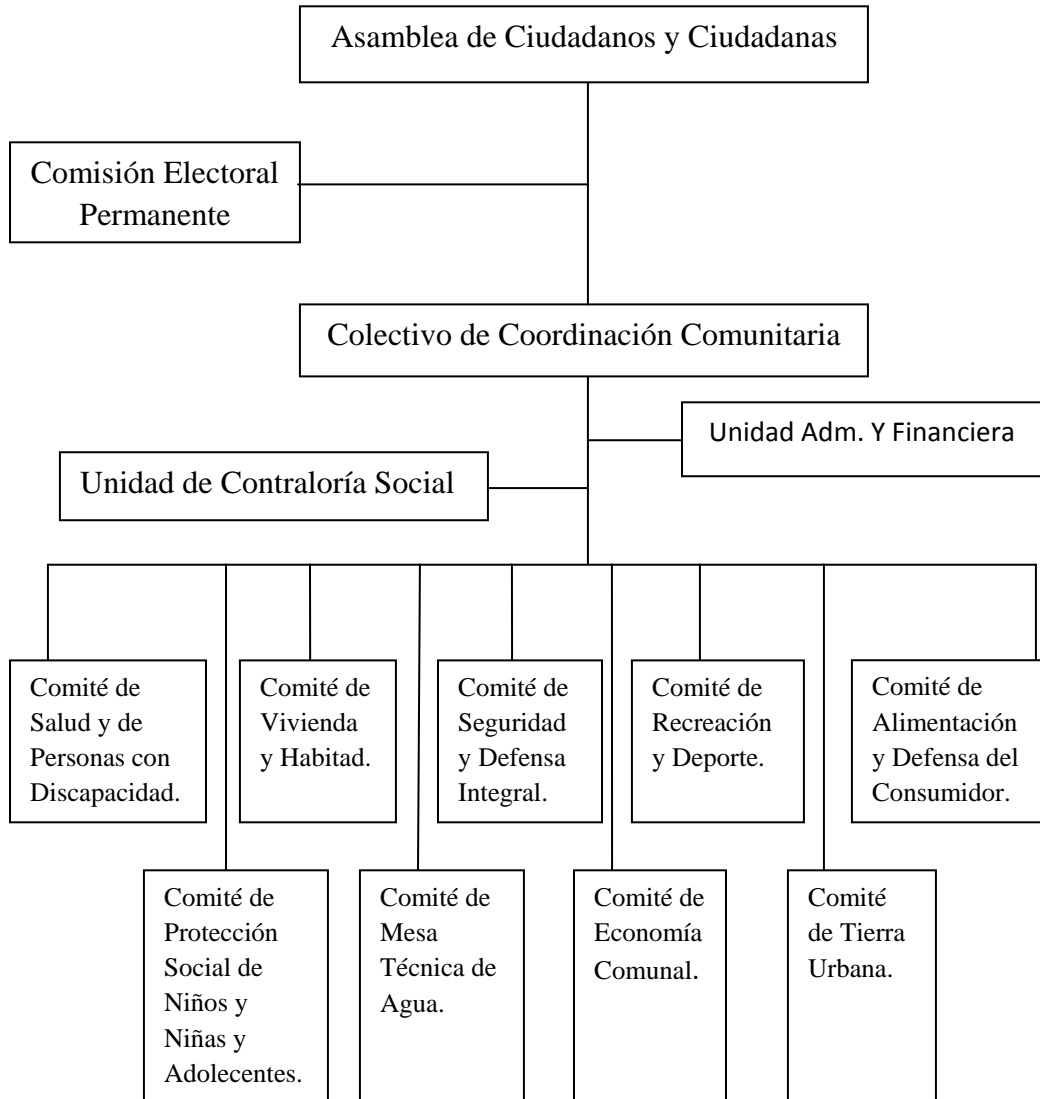 Asamblea de Ciudadanos y Ciudadanas
Comisión Electoral
Permanente
Colectivo de Coordinación Comunitaria
Unidad Adm. Y Financiera
Unidad de Contraloría Social
Comité de
Salud y de
Personas con
Discapacidad.
Comité de
Vivienda
y Habitad.
Comité de
Seguridad
y Defensa
Integral.
Comité de
Recreación
y Deporte.
Comité de
Alimentación
y Defensa del
Consumidor.
Comité de
Protección
Social de
Niños y
Niñas y
Adolecentes.
Comité de
Mesa
Técnica de
Agua.
Comité de
Economía
Comunal.
Comité
de Tierra
Urbana.